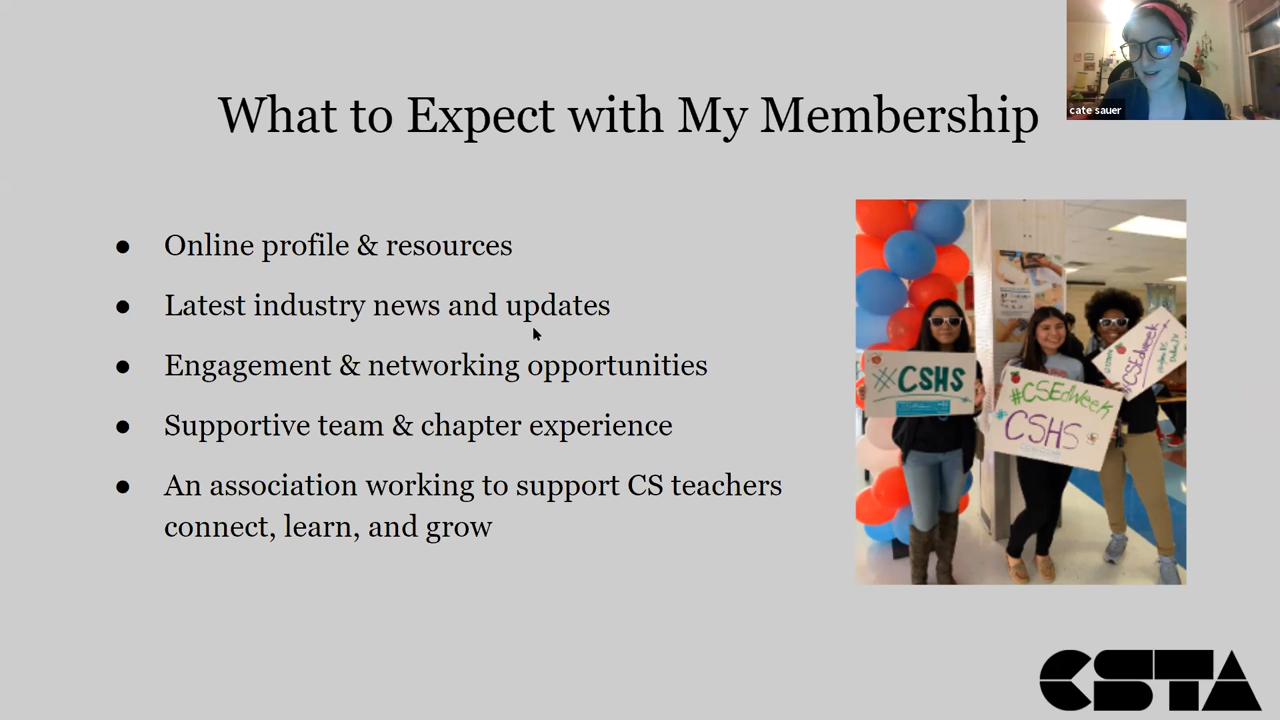 What to Expect with My Membership
cate sauer
● Online profile & resources
● Latest industry news and updates
● Engagement & networking opportunities
● Supportive team & chapter experience
● An association working to support CS teachers
connect, learn, and grow
#CSHS
#CSEdWeek
CSHS
#CSEdWeek
CSTA